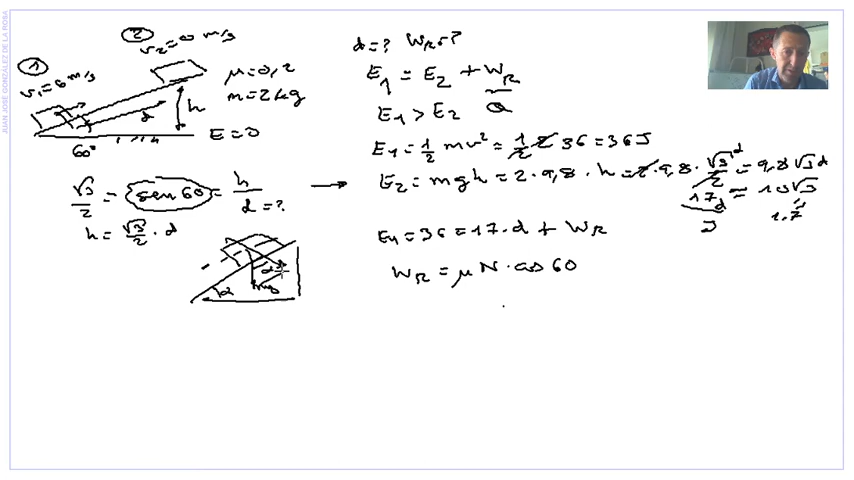 JUAN JOSÉ GONZÁLEZ DE LA ROSA
②
v₂=0 m/s
①
v₁=6 m/s
μ=0,2
m=2kg
d
h
E=0
60°
√3/2 = sen 60 = h/d=?
h = √3/2 · d
α
α
mg
d=? W_R=?
E₁ = E₂ + W_R
Q
E₁ > E₂
E₁ = 1/2 mv² = 1/2 2 36 = 36J
E₂ = mgh = 2·9,8·h = 2·9,8·√3/2 d = 9,8√3 d
17d ≈ 10√3
J
1.7
E₁ = 36 = 17·d + W_R
W_R = μN·cos 60